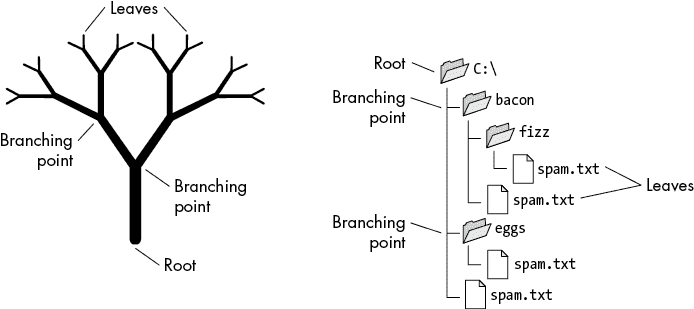 Leaves
Branching
point
Branching
point
Root
Root
C:\
Branching
point
bacon
fizz
spam.txt
spam.txt
Leaves
Branching
point
eggs
spam.txt
spam.txt